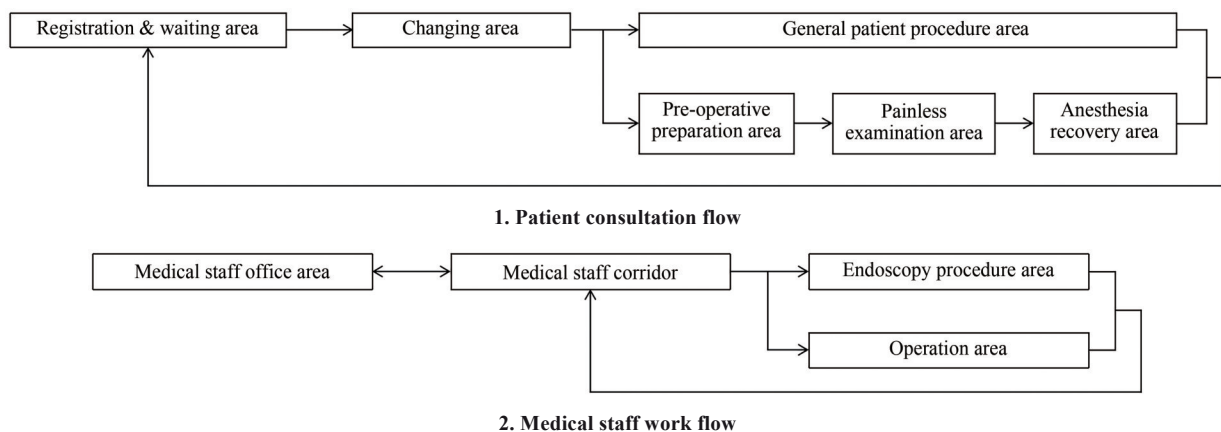 Registration & waiting area
Changing area
General patient procedure area
Pre-operative
preparation area
Painless
examination area
Anesthesia
recovery area
1. Patient consultation flow
Medical staff office area
Medical staff corridor
Endoscopy procedure area
Operation area
2. Medical staff work flow